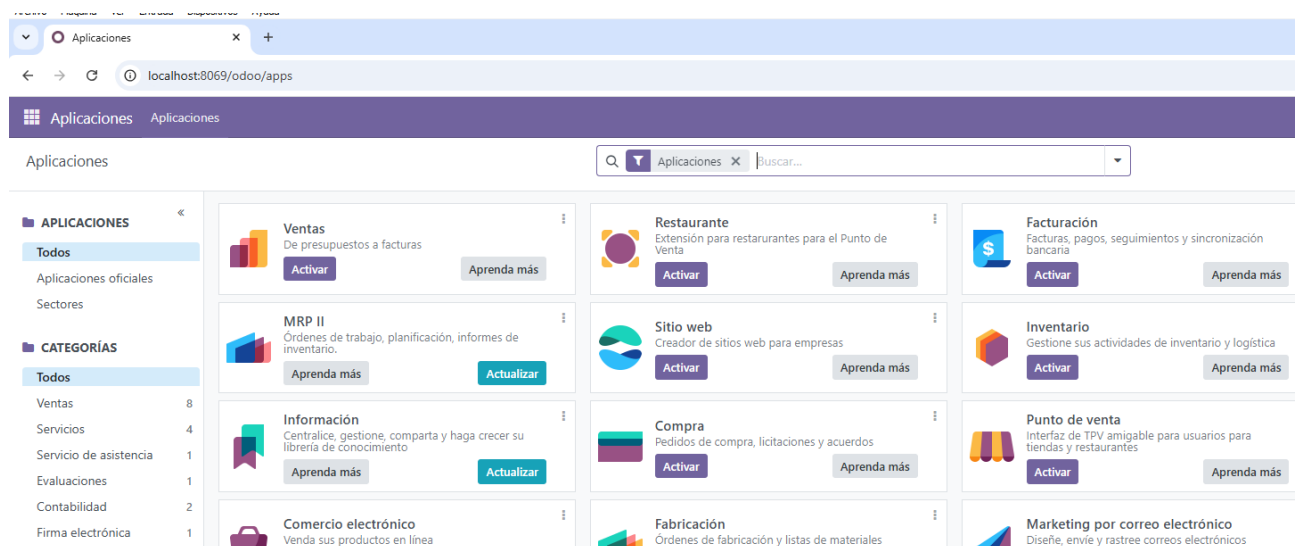 Aplicaciones
localhost:8069/odoo/apps
Aplicaciones Aplicaciones
Aplicaciones
Aplicaciones Buscar...
APLICACIONES
Todos
Aplicaciones oficiales
Sectores
CATEGORÍAS
Todos
Ventas 8
Servicios 4
Servicio de asistencia 1
Evaluaciones 1
Contabilidad 2
Firma electrónica 1
Ventas
De presupuestos a facturas
Activar Aprenda más
Restaurante
Extensión para restarurantes para el Punto de
Venta
Activar Aprenda más
Facturación
Facturas, pagos, seguimientos y sincronización
bancaria
Activar Aprenda más
MRP II
Órdenes de trabajo, planificación, informes de
inventario.
Aprenda más Actualizar
Sitio web
Creador de sitios web para empresas
Activar Aprenda más
Inventario
Gestione sus actividades de inventario y logística
Activar Aprenda más
Información
Centralice, gestione, comparta y haga crecer su
librería de conocimiento
Aprenda más Actualizar
Compra
Pedidos de compra, licitaciones y acuerdos
Activar Aprenda más
Punto de venta
Interfaz de TPV amigable para usuarios para
tiendas y restaurantes
Activar Aprenda más
Comercio electrónico
Venda sus productos en línea
Fabricación
Órdenes de fabricación y listas de materiales
Marketing por correo electrónico
Diseñe, envíe y rastree correos electrónicos